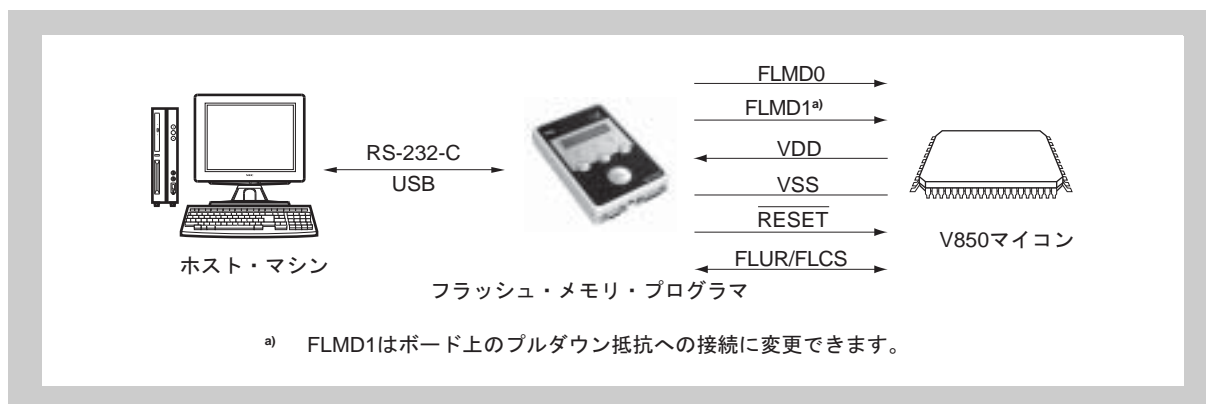 FLMD0
FLMD1a)
RS-232-C
USB
VDD
VSS
RESET
FLUR/FLCS
ホスト・マシン
フラッシュ・メモリ・プログラマ
V850マイコン
a) FLMD1はボード上のプルダウン抵抗への接続に変更できます。